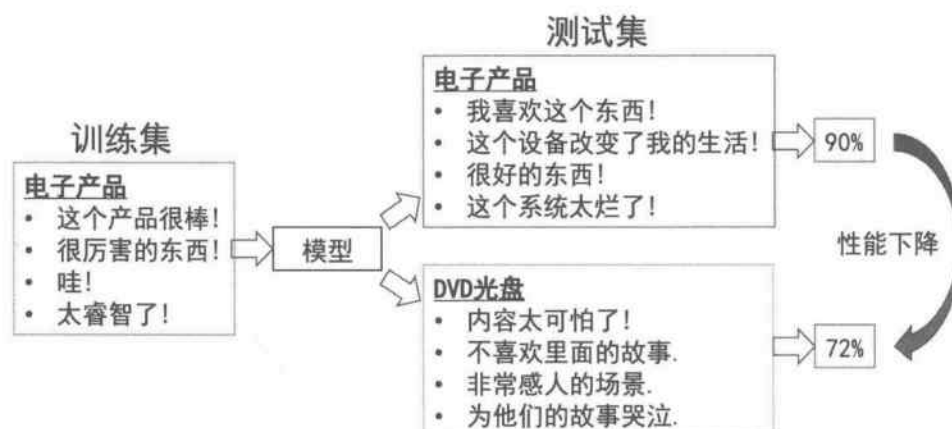 测试集
电子产品
• 我喜欢这个东西!
• 这个设备改变了我的生活!
• 很好的东西!
• 这个系统太烂了!
90%
训练集
电子产品
• 这个产品很棒!
• 很厉害的东西!
• 哇!
• 太睿智了!
模型
性能下降
DVD光盘
• 内容太可怕了!
• 不喜欢里面的故事.
• 非常感人的场景.
• 为他们的故事哭泣.
72%